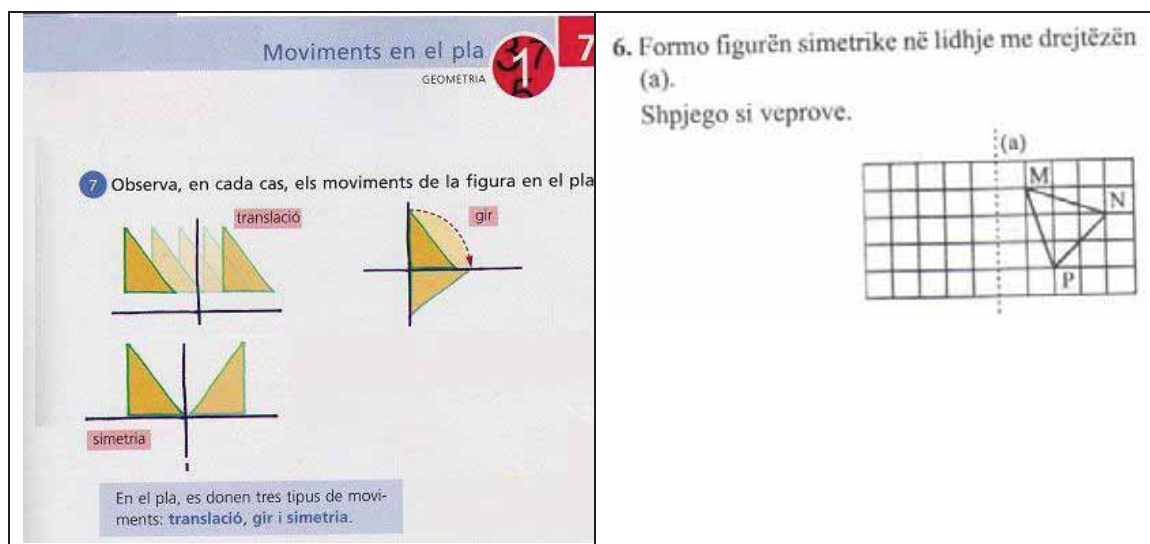 Moviments en el pla
GEOMETRIA
1
7
7 Observa, en cada cas, els moviments de la figura en el pla
translació
gir
simetria
En el pla, es donen tres tipus de movi-
ments: translació, gir i simetria.
6. Formo figurën simetrike në lidhje me drejtëzën
(a).
Shpjego si veprove.
(a)
M
N
P